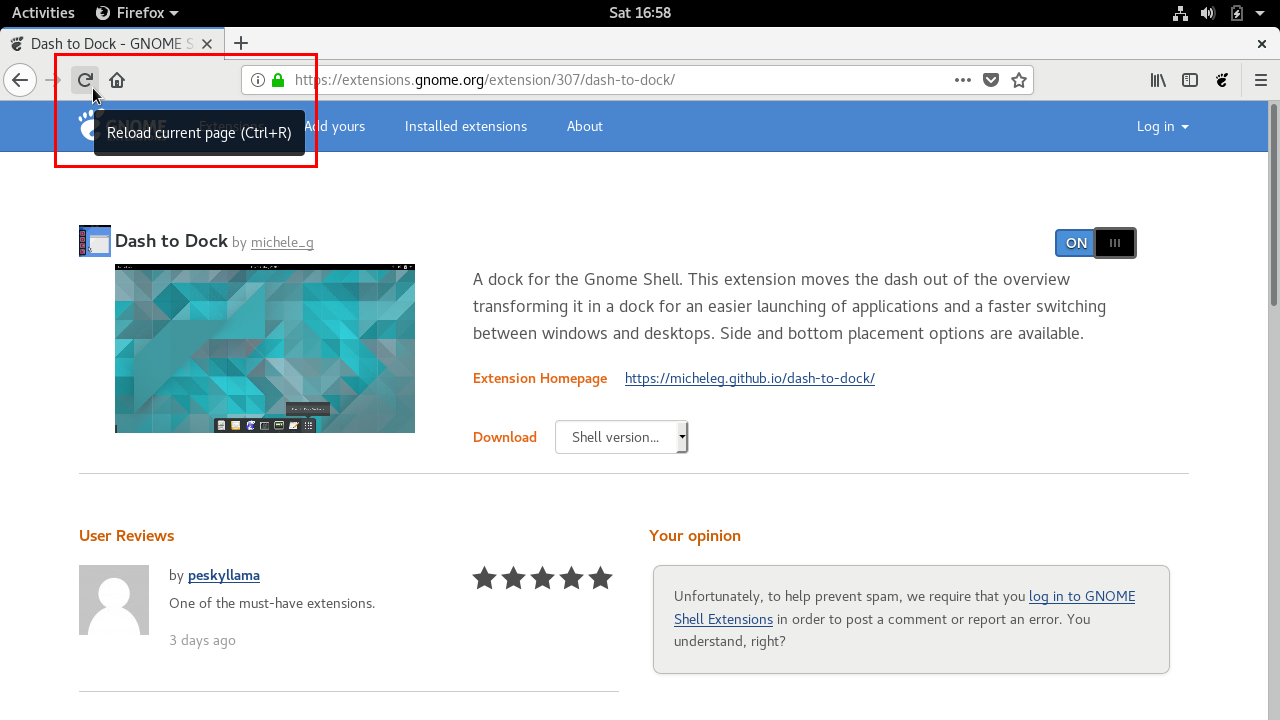 Activities Firefox Sat 16:58
Dash to Dock - GNOME S
https://extensions.gnome.org/extension/307/dash-to-dock/
GNOME Extensions Add yours Installed extensions About Log in
Reload current page (Ctrl+R)
Dash to Dock by michele_g
ON
A dock for the Gnome Shell. This extension moves the dash out of the overview
transforming it in a dock for an easier launching of applications and a faster switching
between windows and desktops. Side and bottom placement options are available.
Extension Homepage https://micheleg.github.io/dash-to-dock/
Download Shell version...
User Reviews
by peskyllama
One of the must-have extensions.
3 days ago
Your opinion
Unfortunately, to help prevent spam, we require that you log in to GNOME
Shell Extensions in order to post a comment or report an error. You
understand, right?